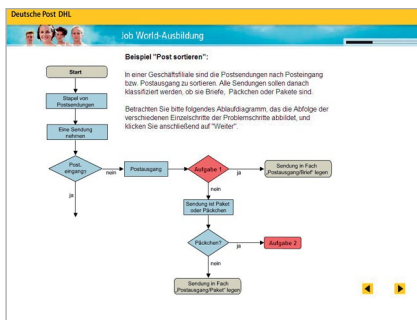 Deutsche Post DHL
Job World-Ausbildung
Beispiel "Post sortieren":
In einer Geschäftsfiliale sind die Postsendungen nach Posteingang
bzw. Postausgang zu sortieren. Alle Sendungen sollen danach
klassifiziert werden, ob sie Briefe, Päckchen oder Pakete sind.
Betrachten Sie bitte folgendes Ablaufdiagramm, das die Abfolge der
verschiedenen Einzelschritte der Problemschritte abbildet, und
klicken Sie anschließend auf "Weiter".
Start
Stapel von
Postsendungen
Eine Sendung
nehmen
Post.
eingang?
nein
ja
Postausgang
Aufgabe 1
ja
nein
Sendung in Fach
„Postausgang/Brief" legen
Sendung ist Paket
oder Päckchen
Päckchen?
ja
Aufgabe 2
nein
Sendung in Fach
„Postausgang/Paket" legen